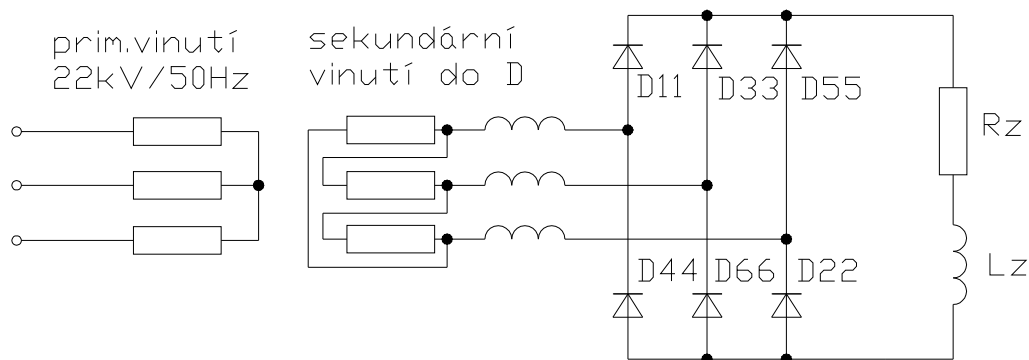 prim.vinutí
22kV/50Hz
sekundární
vinutí do D
D11
D33
D55
Rz
D44
D66
D22
Lz